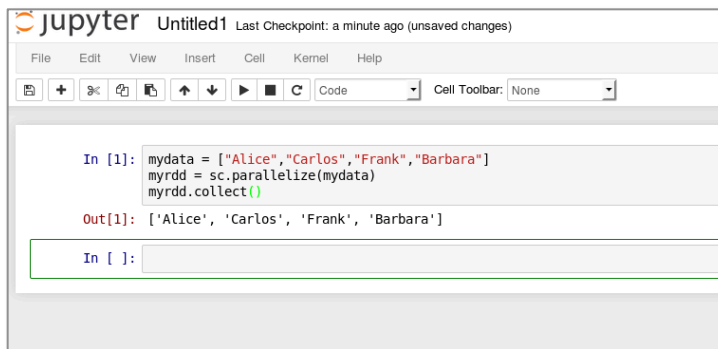 jupyter Untitled1 Last Checkpoint: a minute ago (unsaved changes)
File Edit View Insert Cell Kernel Help
Code Cell Toolbar: None
In [1]: mydata = ["Alice","Carlos","Frank","Barbara"]
myrdd = sc.parallelize(mydata)
myrdd.collect()
Out[1]: ['Alice', 'Carlos', 'Frank', 'Barbara']
In [ ]: